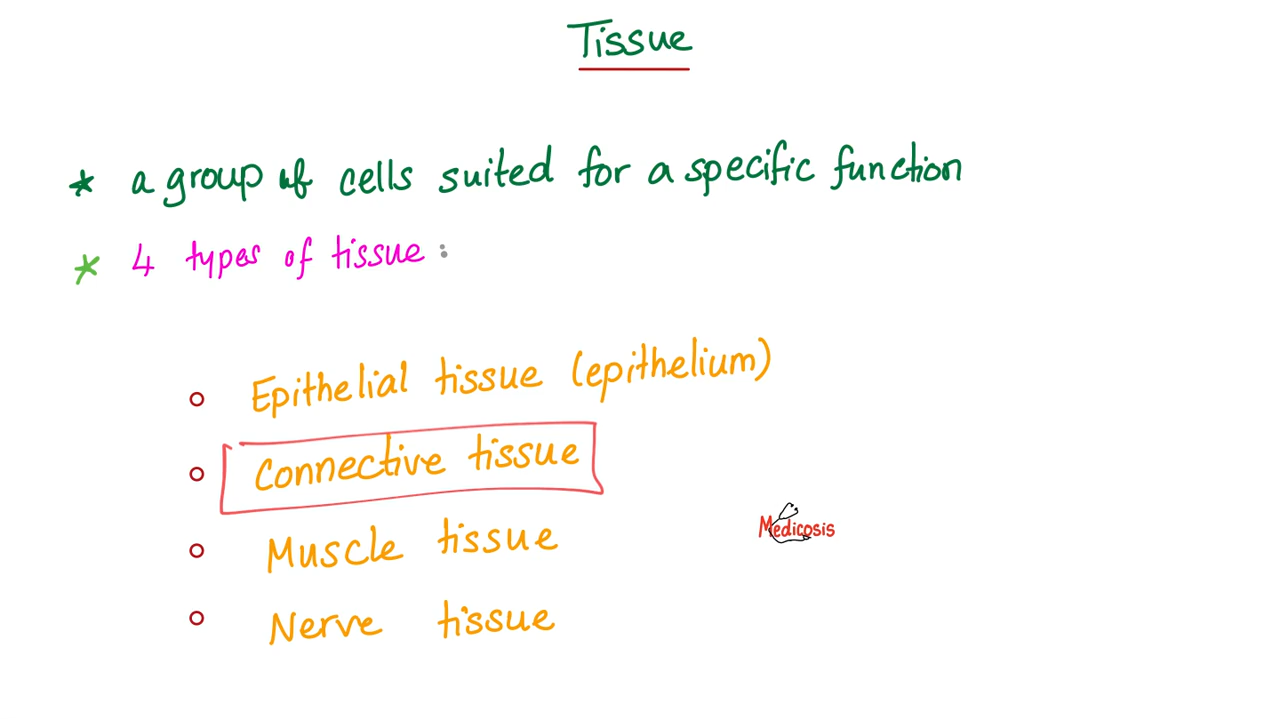 Tissue
* a group of cells suited for a specific function
* 4 types of tissue:
Epithelial tissue (epithelium)
Connective tissue
Muscle tissue
Medicosis
Nerve tissue